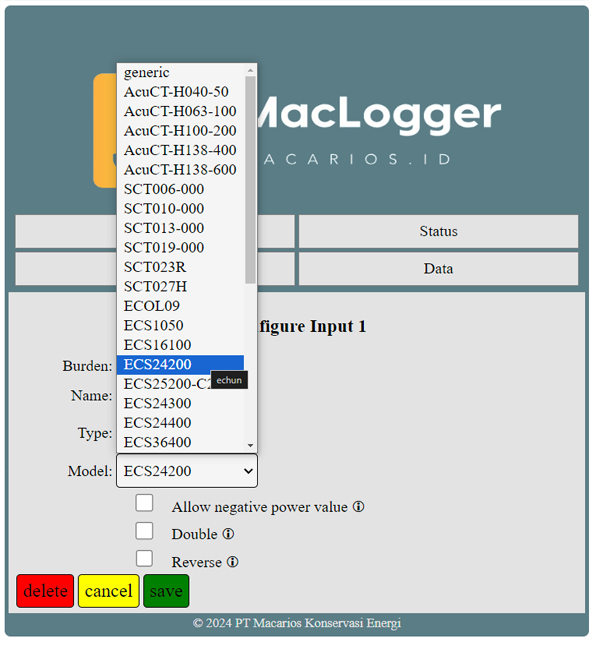 MacLogger
ACARIOS.ID
generic
AcuCT-H040-50
AcuCT-H063-100
AcuCT-H100-200
AcuCT-H138-400
AcuCT-H138-600
SCT006-000
SCT010-000
SCT013-000
SCT019-000
SCT023R
SCT027H
ECOL09
ECS1050
ECS16100
ECS24200
ECS25200-C2
echun
ECS24300
ECS24400
ECS36400
Status
Data
figure Input 1
Burden:
Name:
Type:
Model: ECS24200
Allow negative power value ⓘ
Double ⓘ
Reverse ⓘ
delete cancel save
© 2024 PT Macarios Konservasi Energi